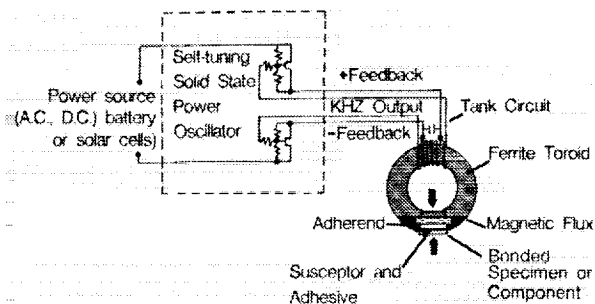 Self-tuning
Solid State
Power
Oscillator
Power source
(A.C., D.C.) battery
or solar cells)
+Feedback
KHZ Output
-Feedback
Tank Circuit
Ferrite Toroid
Adherend
Magnetic Flux
Susceptor and
Adhesive
Bonded
Specimen or
Component